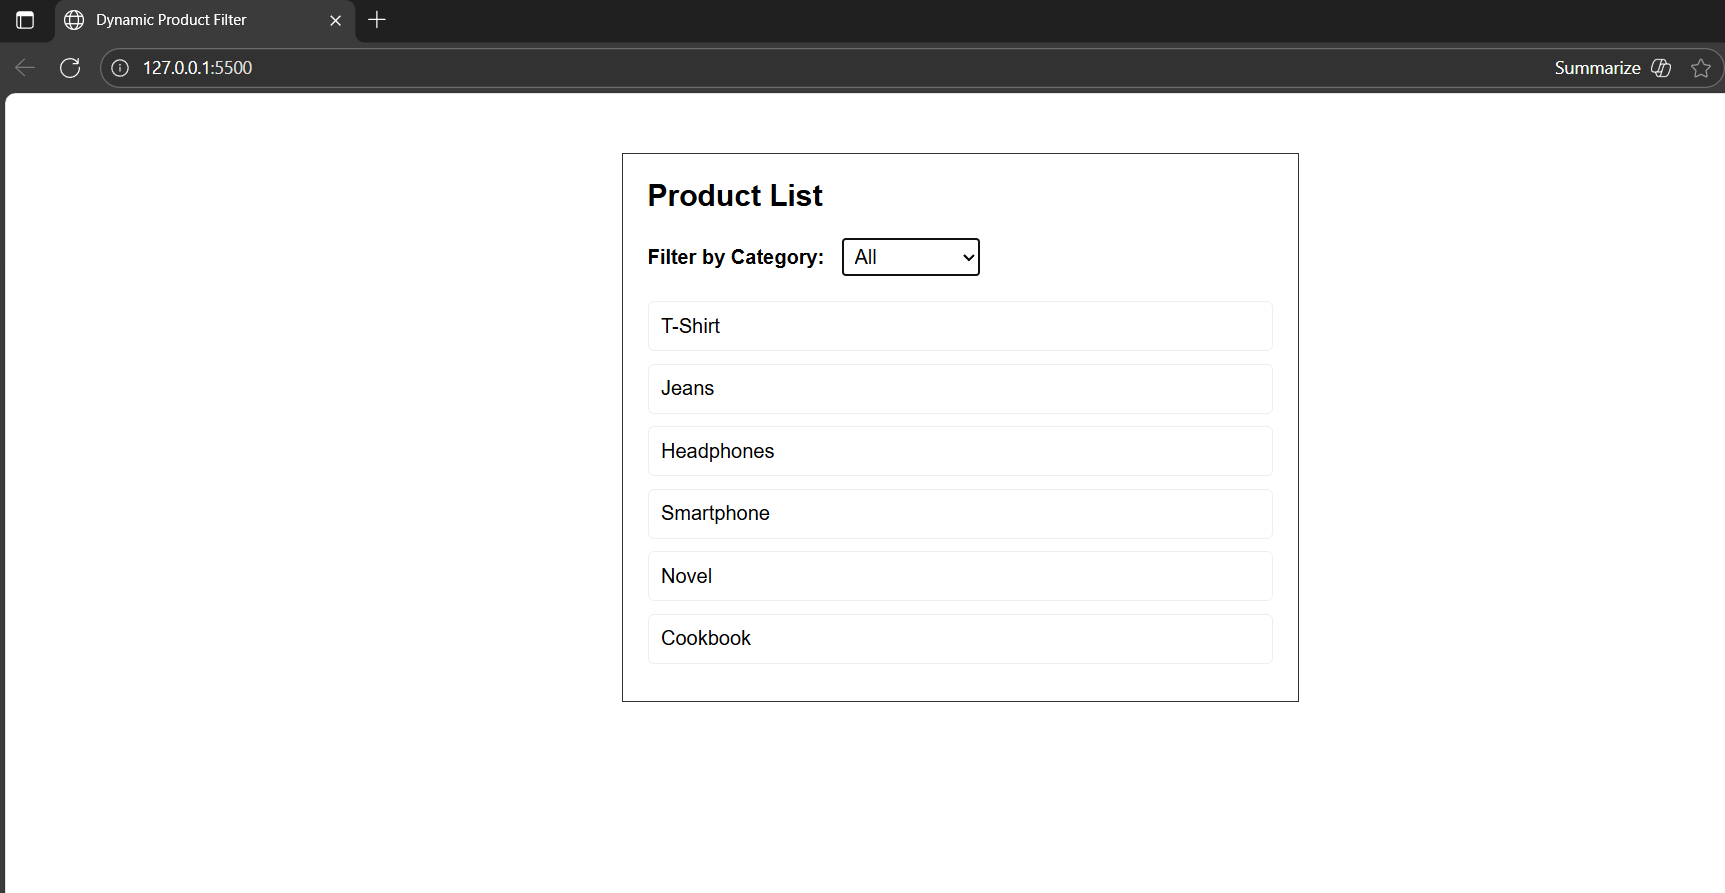 Dynamic Product Filter
127.0.0.1:5500
Summarize
Product List
Filter by Category: All
T-Shirt
Jeans
Headphones
Smartphone
Novel
Cookbook